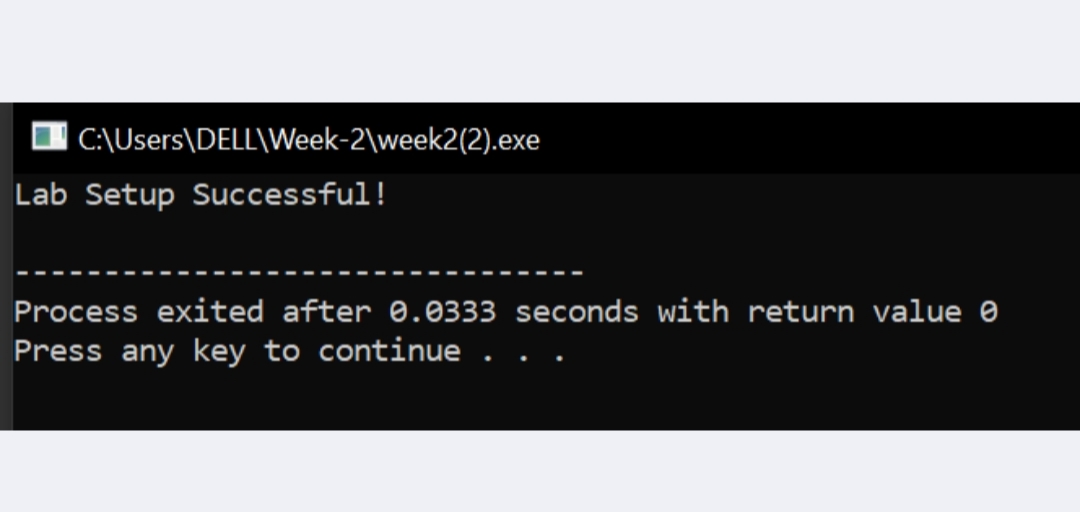 C:\Users\DELL\Week-2\week2(2).exe
Lab Setup Successful!
--------------------------------
Process exited after 0.0333 seconds with return value 0
Press any key to continue . . .